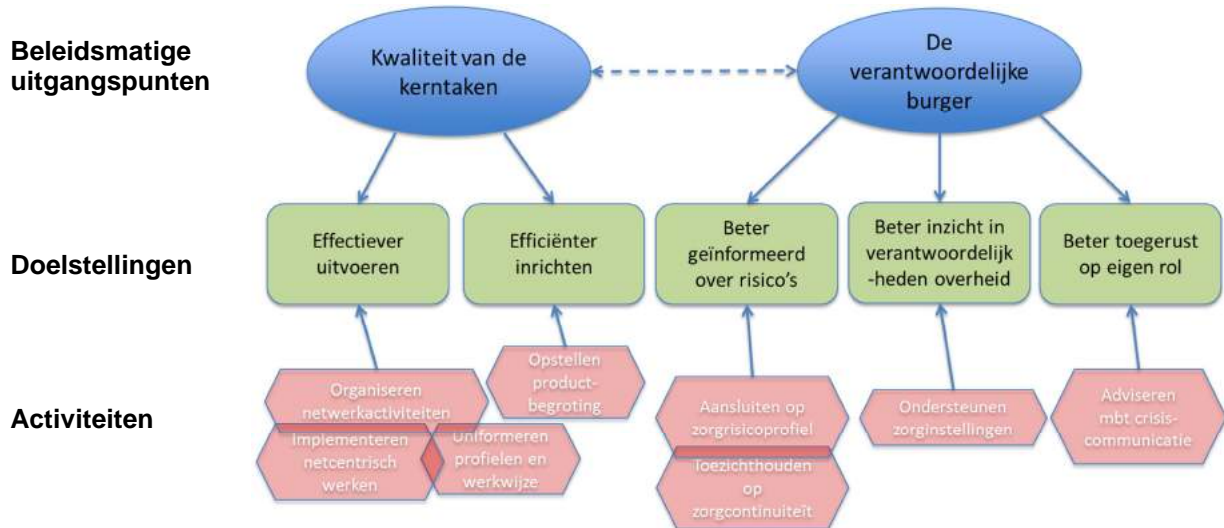 Beleidsmatige
uitgangspunten
Kwaliteit van de
kerntaken
De
verantwoordelijke
burger
Doelstellingen
Effectiever
uitvoeren
Efficiënter
inrichten
Beter
geïnformeerd
over risico's
Beter inzicht in
verantwoordelijk
-heden overheid
Beter toegerust
op eigen rol
Activiteiten
Organiseren
netwerkactiviteiten
Implementeren
netcentrisch
werken
Uniformeren
profielen en
werkwijze
Opstellen
product-
begroting
Aansluiten op
zorgrisicoprofiel
Toezichthouden
op
zorgcontinuiteït
Ondersteunen
zorginstellingen
Adviseren
mbt crisis-
communicatie